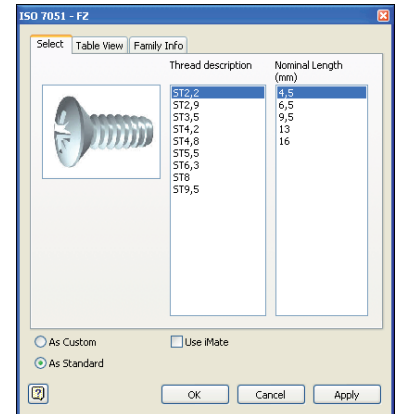 ISO 7051 - FZ
Select Table View Family Info
Thread description
Nominal Length
(mm)
ST2,2
ST2,9
ST3,5
ST4,2
ST4,8
ST5,5
ST6,3
ST8
ST9,5
4,5
6,5
9,5
13
16
As Custom
Use iMate
As Standard
?
OK Cancel Apply